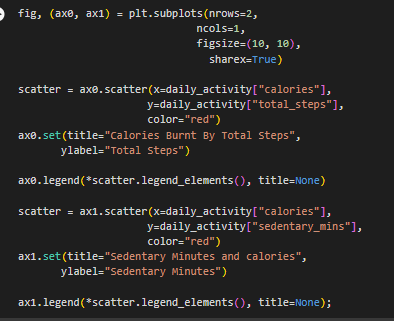 fig, (ax0, ax1) = plt.subplots(nrows=2,
                               ncols=1,
                               figsize=(10, 10),
                                 sharex=True)

scatter = ax0.scatter(x=daily_activity["calories"],
                      y=daily_activity["total_steps"],
                      color="red")
ax0.set(title="Calories Burnt By Total Steps",
        ylabel="Total Steps")

ax0.legend(*scatter.legend_elements(), title=None)

scatter = ax1.scatter(x=daily_activity["calories"],
                      y=daily_activity["sedentary_mins"],
                      color="red")
ax1.set(title="Sedentary Minutes and calories",
        ylabel="Sedentary Minutes")

ax1.legend(*scatter.legend_elements(), title=None);